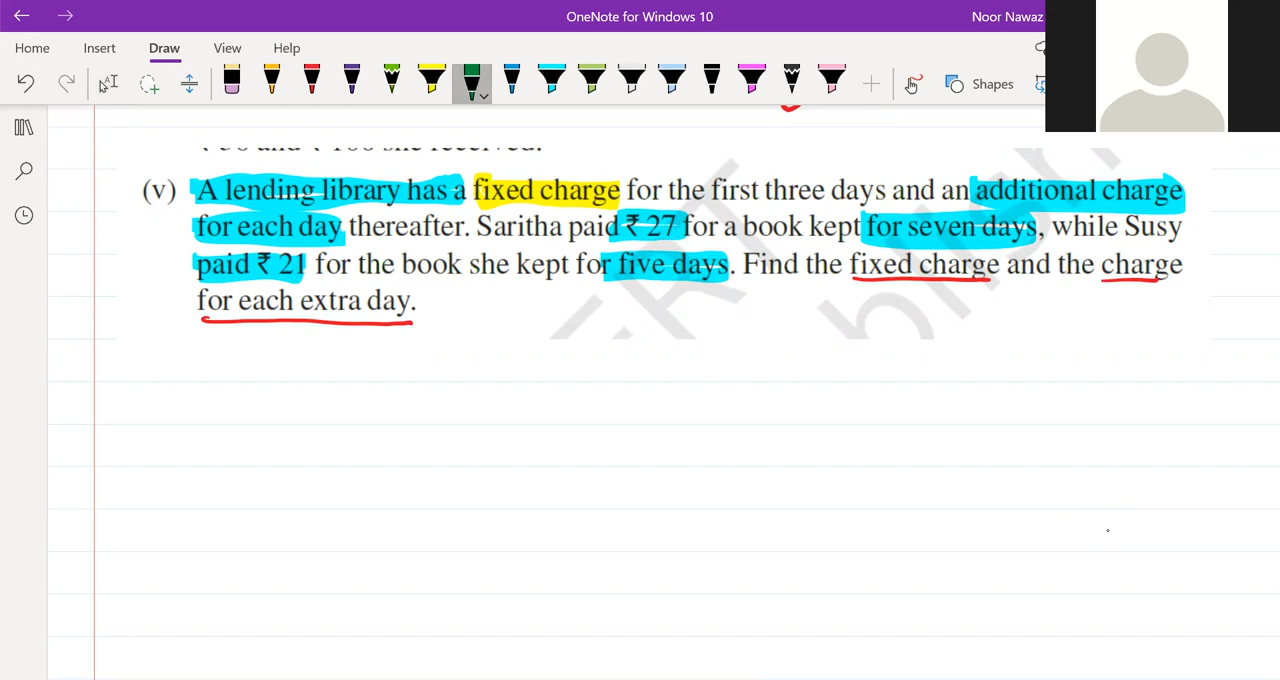 OneNote for Windows 10
Noor Nawaz
Home Insert Draw View Help
Shapes
(v) A lending library has a fixed charge for the first three days and an additional charge
for each day thereafter. Saritha paid ₹ 27 for a book kept for seven days, while Susy
paid ₹ 21 for the book she kept for five days. Find the fixed charge and the charge
for each extra day.